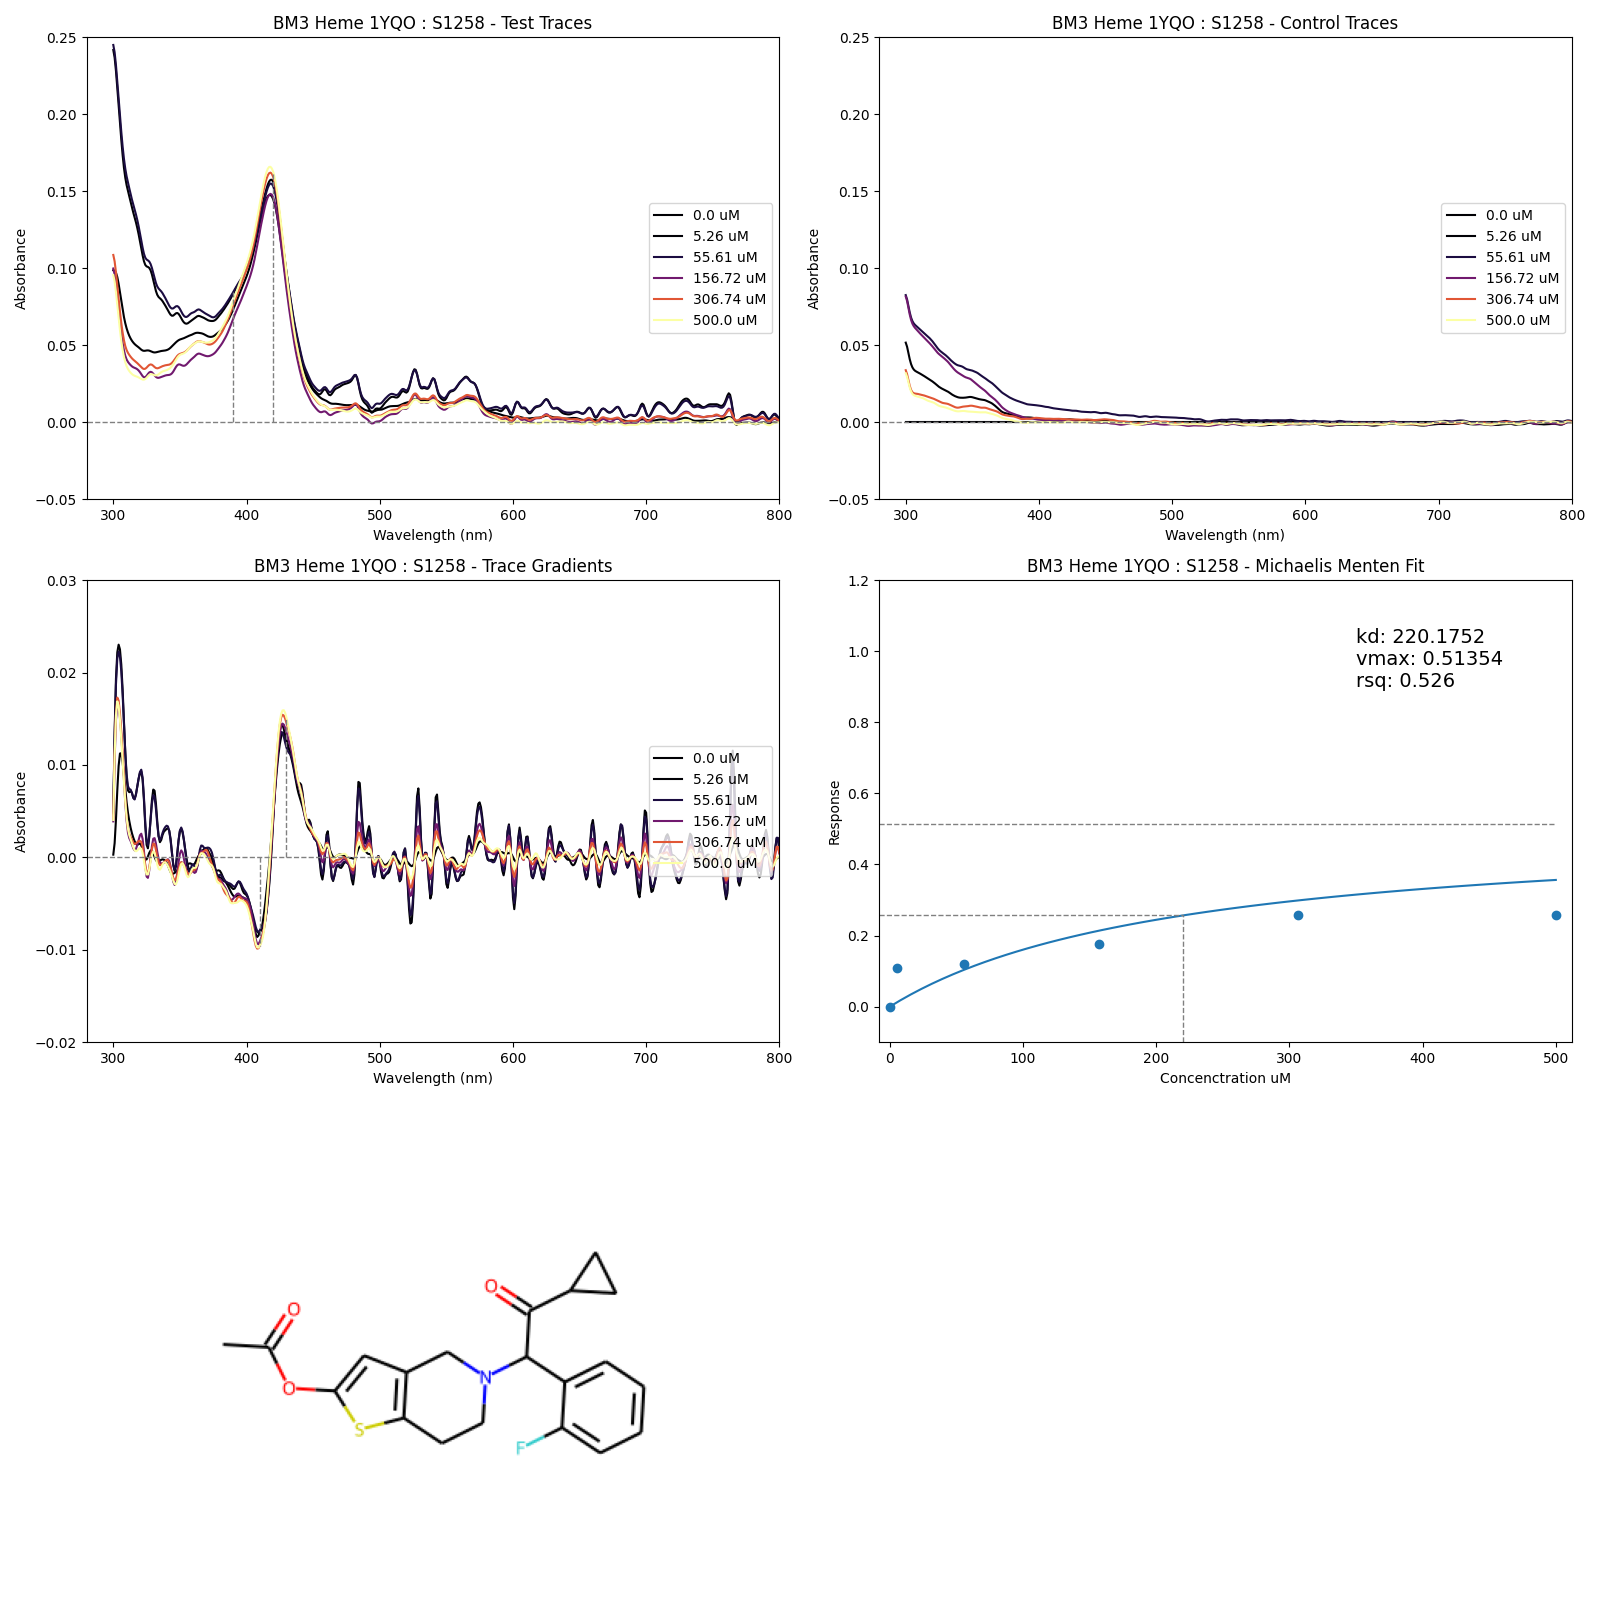 BM3 Heme 1YQO : S1258 - Test Traces
0.25
0.20
0.15
0.10
0.05
0.00
−0.05
Absorbance
300
400
500
600
700
800
Wavelength (nm)
0.0 uM
5.26 uM
55.61 uM
156.72 uM
306.74 uM
500.0 uM
BM3 Heme 1YQO : S1258 - Control Traces
0.25
0.20
0.15
0.10
0.05
0.00
−0.05
Absorbance
300
400
500
600
700
800
Wavelength (nm)
0.0 uM
5.26 uM
55.61 uM
156.72 uM
306.74 uM
500.0 uM
BM3 Heme 1YQO : S1258 - Trace Gradients
0.03
0.02
0.01
0.00
−0.01
−0.02
Absorbance
300
400
500
600
700
800
Wavelength (nm)
0.0 uM
5.26 uM
55.61 uM
156.72 uM
306.74 uM
500.0 uM
BM3 Heme 1YQO : S1258 - Michaelis Menten Fit
1.2
1.0
0.8
0.6
0.4
0.2
0.0
Response
0
100
200
300
400
500
Concenctration uM
kd: 220.1752
vmax: 0.51354
rsq: 0.526
O
O
O
S
N
F